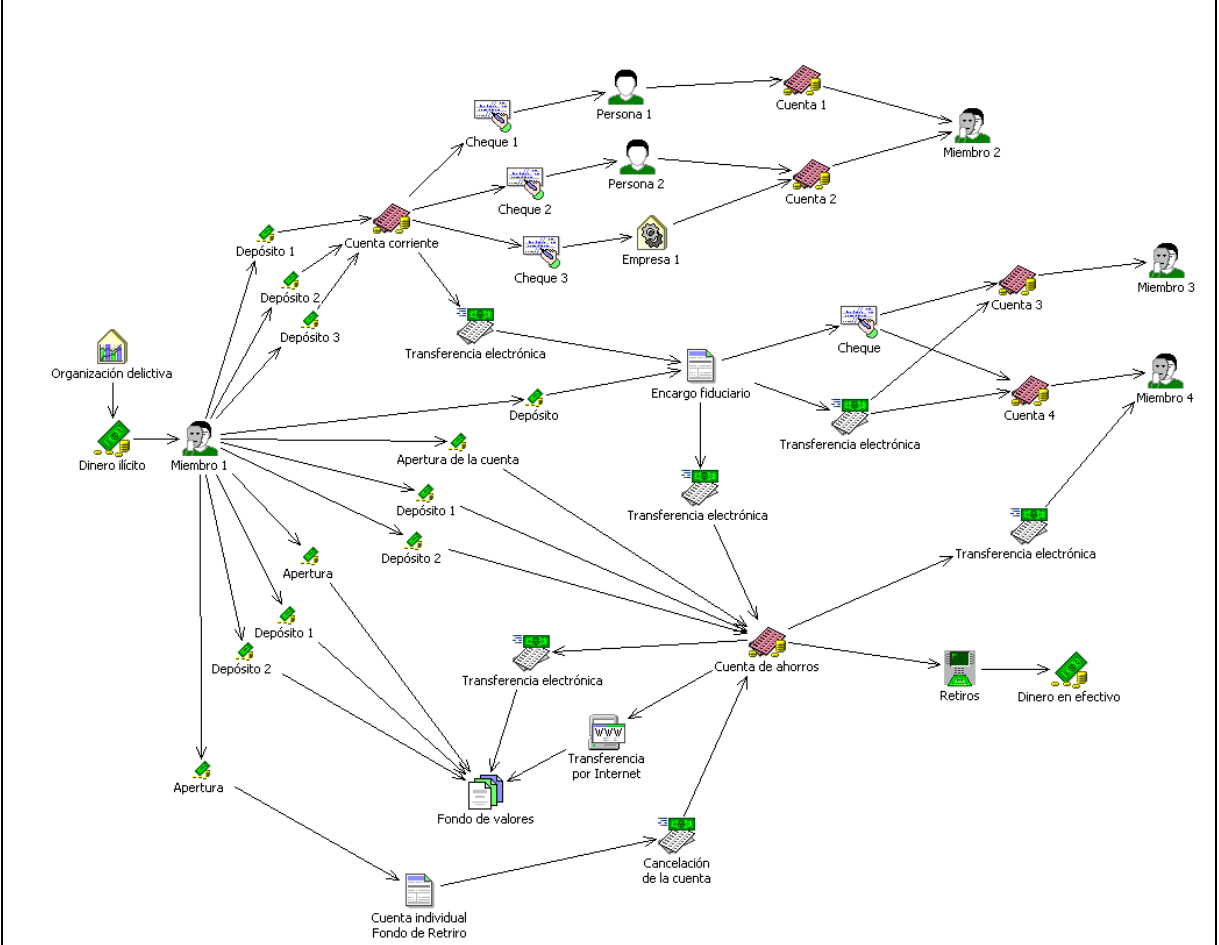 Persona 1
Cuenta 1
Cheque 1
Miembro 2
Persona 2
Cuenta 2
Cheque 2
Depósito 1
Cuenta corriente
Cheque 3
Empresa 1
Miembro 3
Depósito 2
Cuenta 3
Depósito 3
Transferencia electrónica
Cheque
Organización delictiva
Encargo fiduciario
Miembro 4
Depósito
Cuenta 4
Transferencia electrónica
Dinero ilícito
Miembro 1
Apertura de la cuenta
Depósito 1
Transferencia electrónica
Depósito 2
Transferencia electrónica
Apertura
Depósito 1
Depósito 2
Transferencia electrónica
Cuenta de ahorros
Retiros
Dinero en efectivo
WWW
Transferencia
por Internet
Apertura
Fondo de valores
Cancelación
de la cuenta
Cuenta individual
Fondo de Retriro